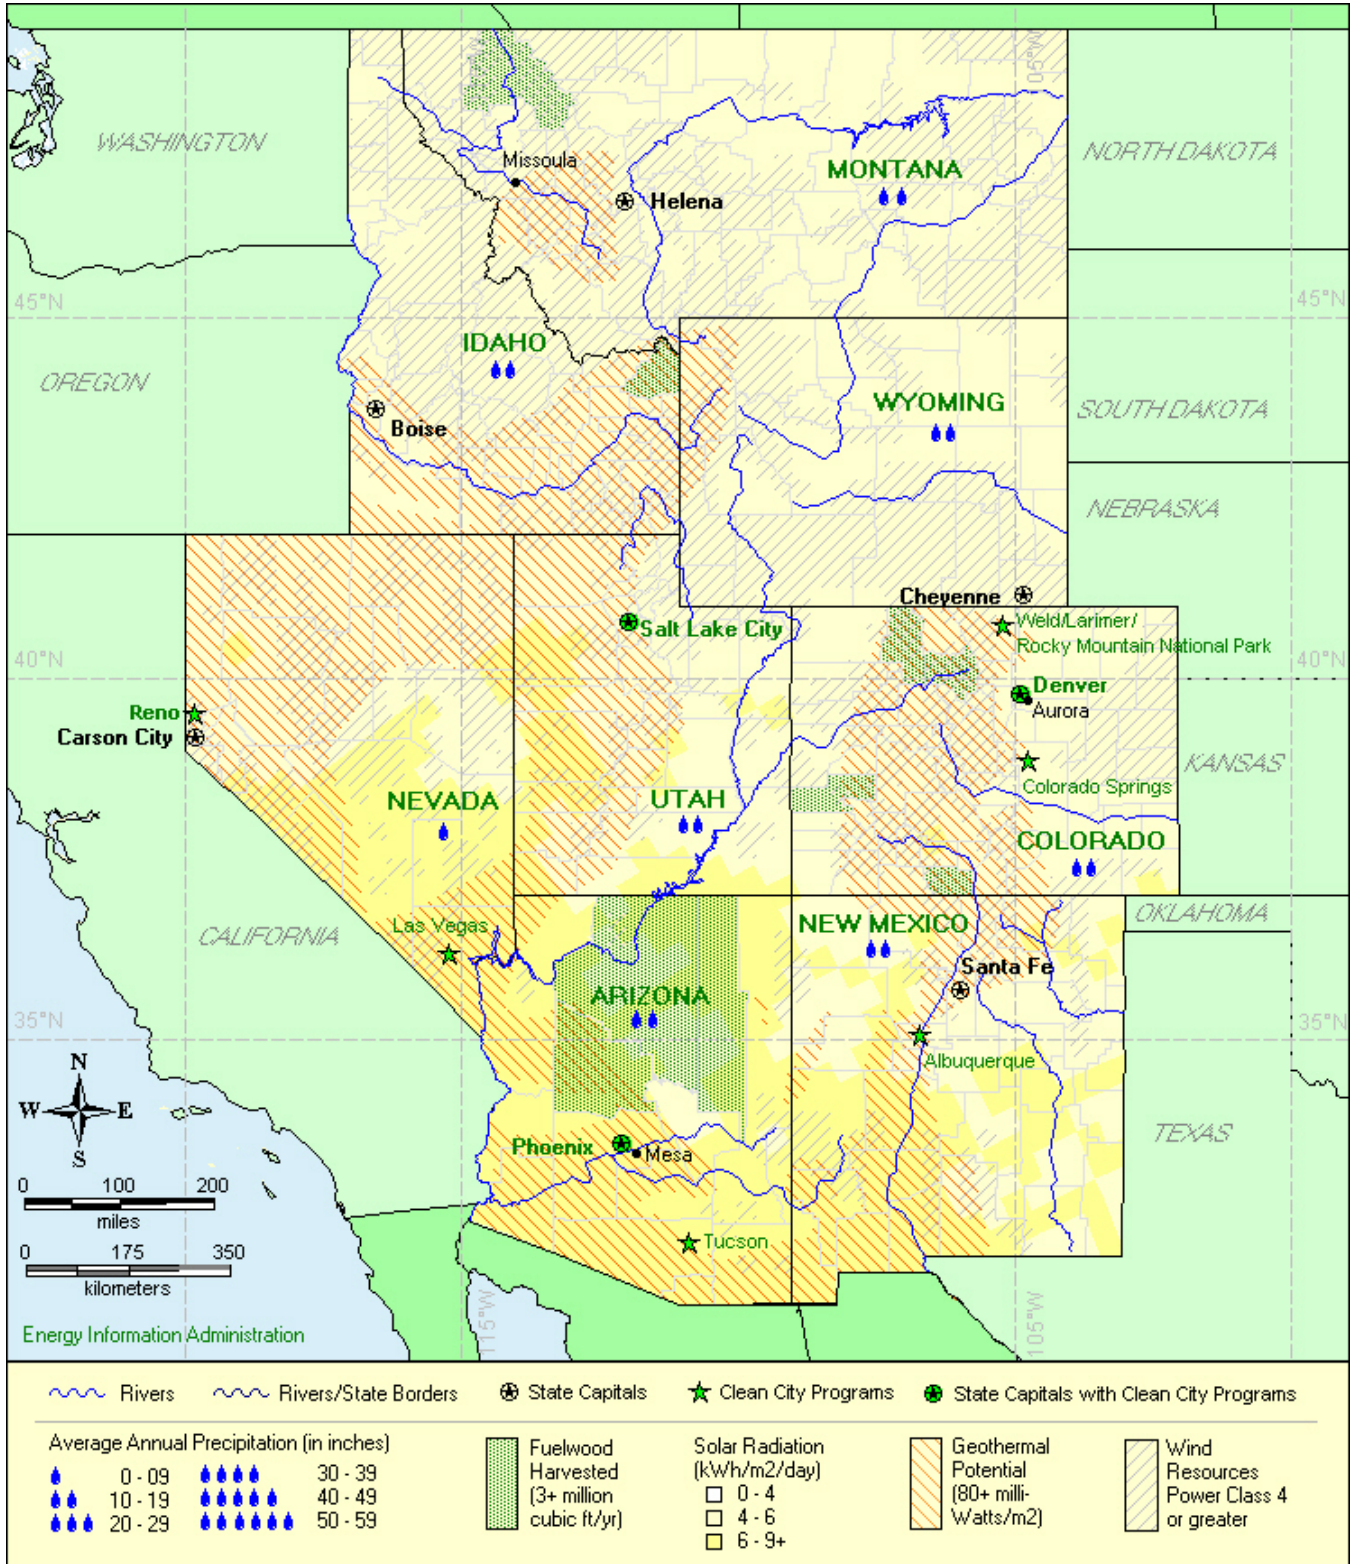 105°W
WASHINGTON
NORTH DAKOTA
Missoula
MONTANA
Helena
45°N
45°N
IDAHO
OREGON
WYOMING
SOUTH DAKOTA
Boise
NEBRASKA
Cheyenne
Salt Lake City
Weld/Larimer/
Rocky Mountain National Park
40°N
40°N
Denver
Reno
Aurora
Carson City
KANSAS
Colorado Springs
NEVADA
UTAH
COLORADO
Las Vegas
NEW MEXICO
OKLAHOMA
CALIFORNIA
Santa Fe
ARIZONA
35°N
35°N
Albuquerque
N
W E
S
Phoenix
Mesa
TEXAS
0 100 200
miles
Tucson
0 175 350
kilometers
115°W
105°W
Energy Information Administration
Rivers Rivers/State Borders State Capitals Clean City Programs State Capitals with Clean City Programs
Average Annual Precipitation (in inches)
0 - 09 30 - 39
10 - 19 40 - 49
20 - 29 50 - 59
Fuelwood
Harvested
(3+ million
cubic ft/yr)
Solar Radiation
(kWh/m2/day)
0 - 4
4 - 6
6 - 9+
Geothermal
Potential
(80+ milli-
Watts/m2)
Wind
Resources
Power Class 4
or greater